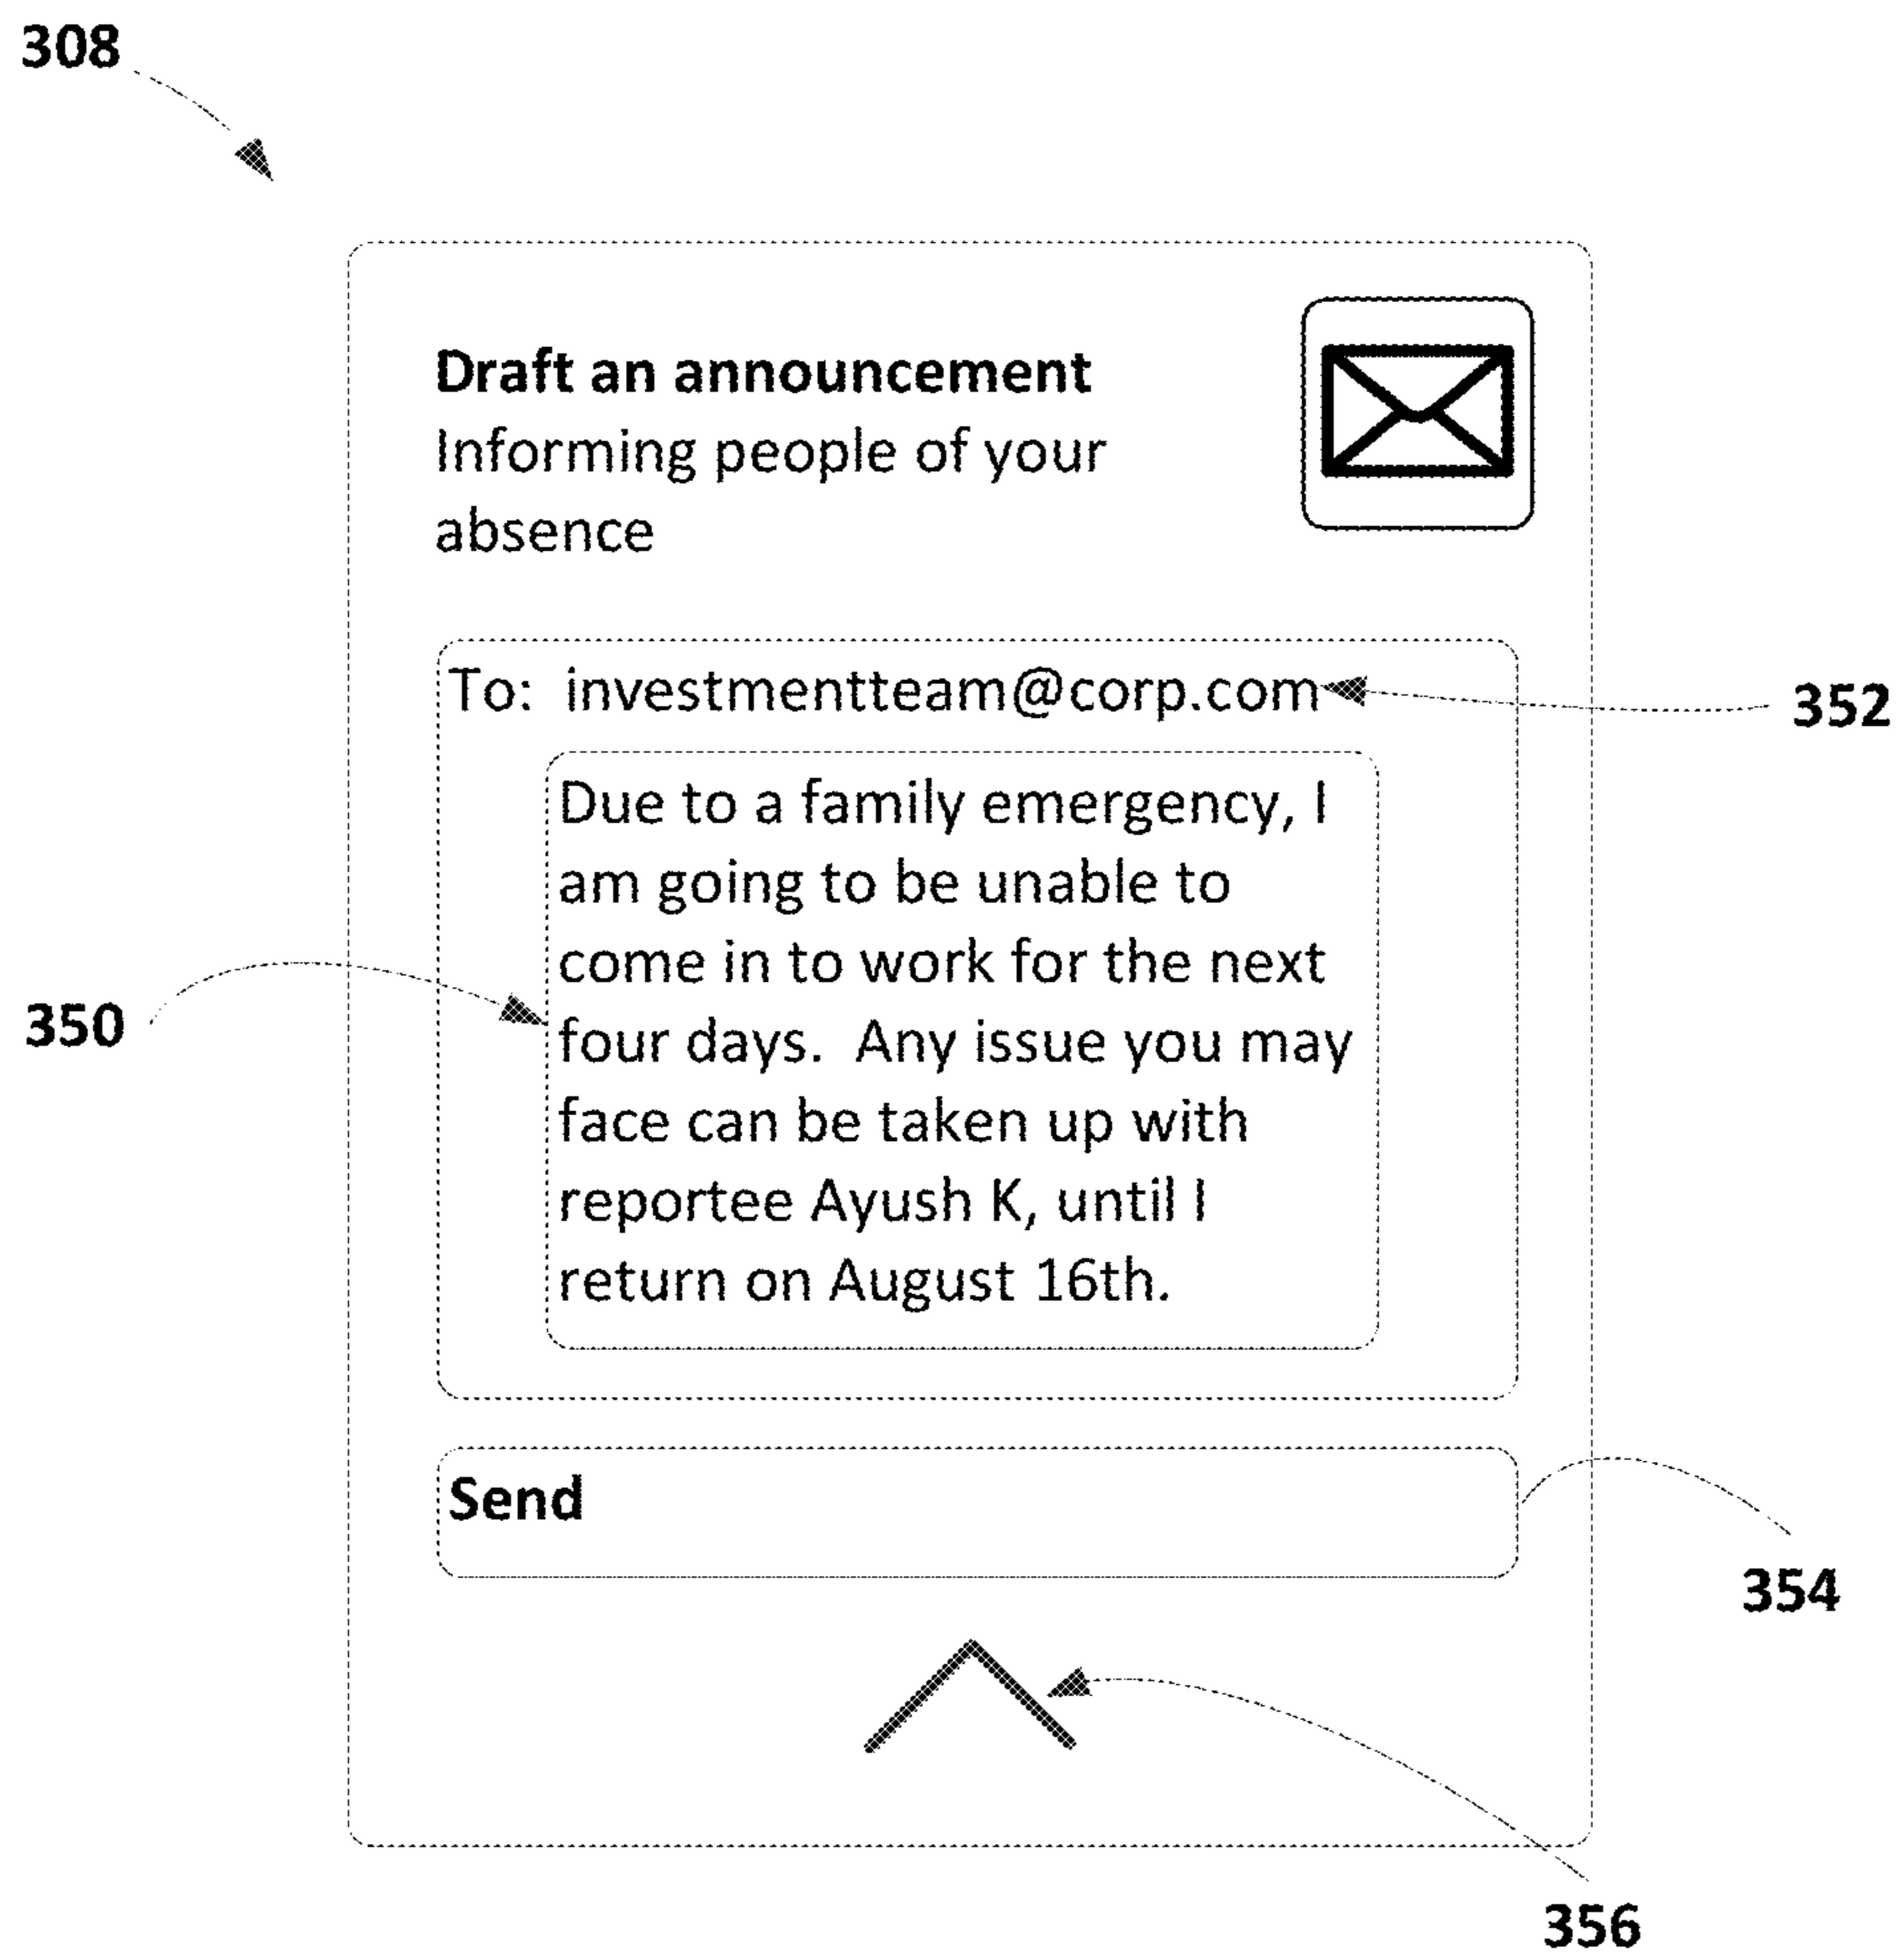 308
Draft an announcement
Informing people of your
absence
To:  investmentteam@corp.com
352
Due to a family emergency, I
am going to be unable to
come in to work for the next
four days.  Any issue you may
face can be taken up with
reportee Ayush K, until I
return on August 16th.
350
Send
354
356